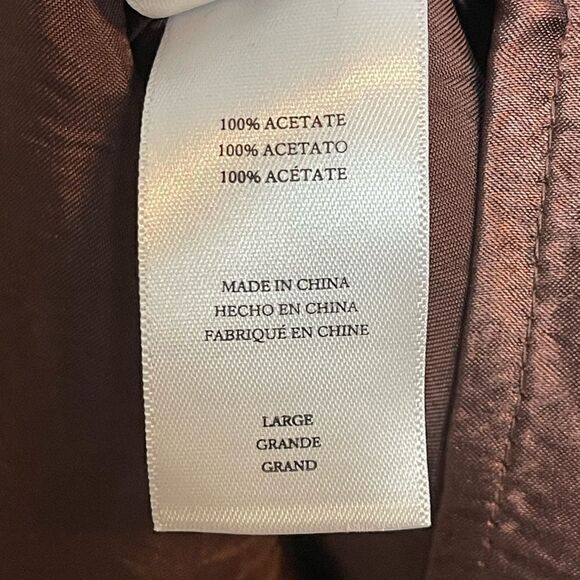 100% ACETATE
100% ACETATO
100% ACÉTATE
MADE IN CHINA
HECHO EN CHINA
FABRIQUÉ EN CHINE
LARGE
GRANDE
GRAND